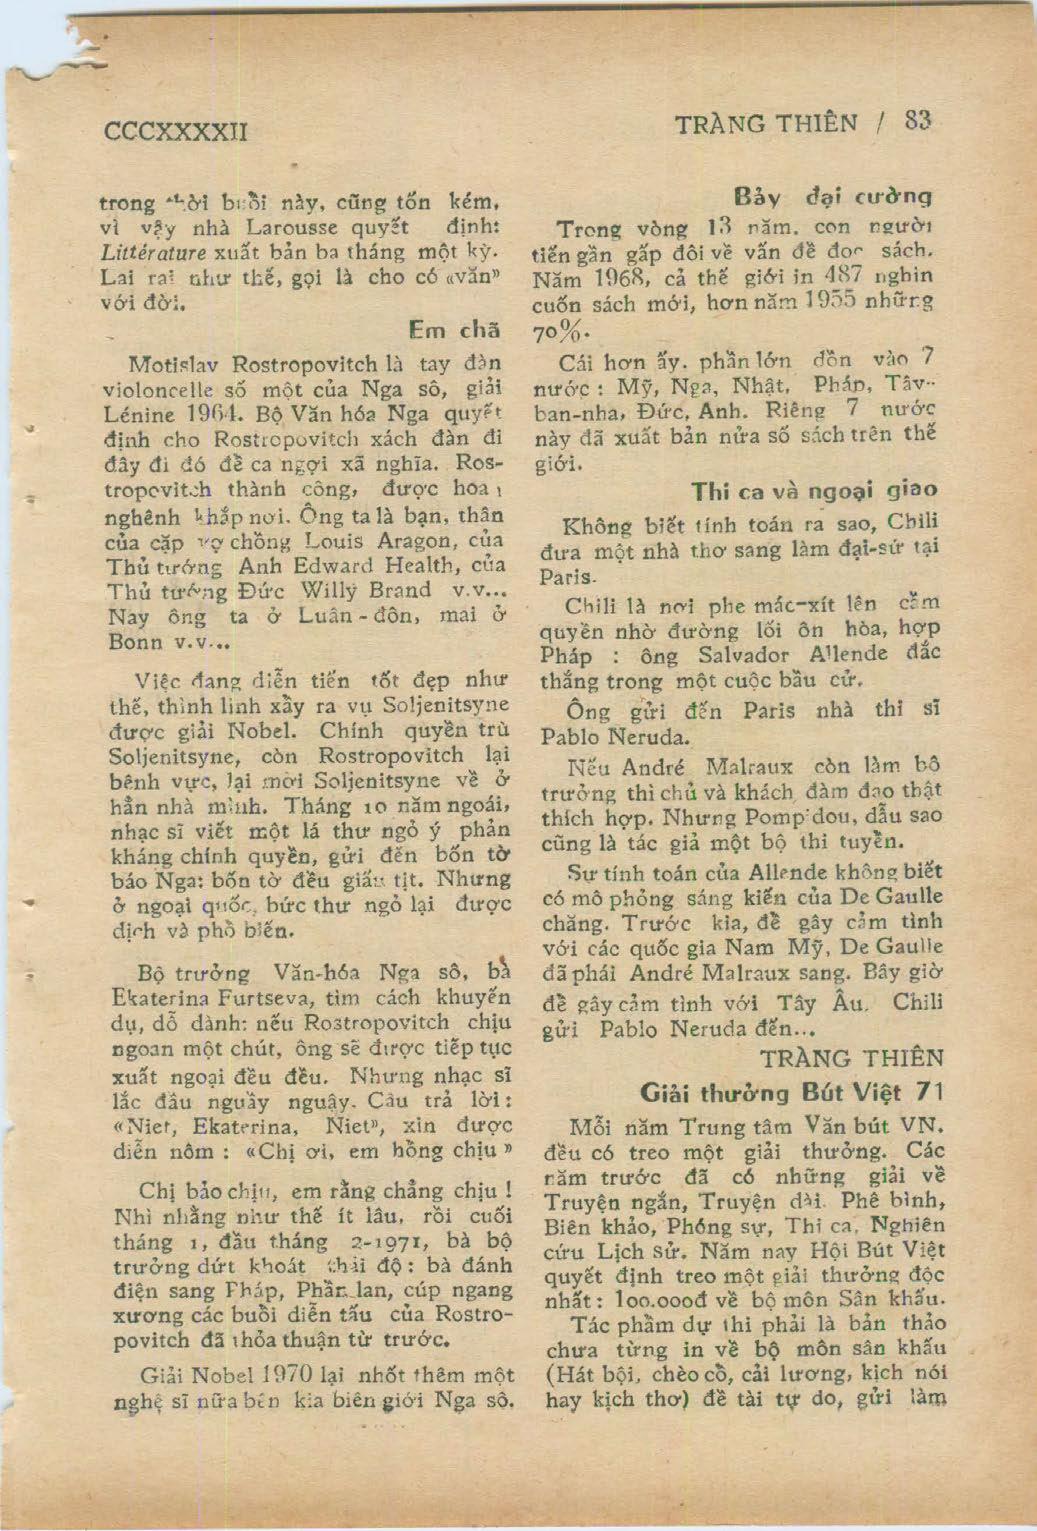 CCCXXXXII
TRÀNG THIÊN / 83
trong thời buổi này, cũng tốn kém,
vì vậy nhà Larousse quyết định:
Littérature xuất bản ba tháng một kỳ.
Lai rai như thế, gọi là cho có «văn»
với đời.
Em chã
Motislav Rostropovitch là tay đàn
violoncelle số một của Nga sô, giải
Lénine 1964. Bộ Văn hóa Nga quyết
định cho Rostropovitch xách đàn đi
đây đi đó để ca ngợi xã nghĩa. Ros-
tropovitch thành công, được hoan
nghênh khắp nơi. Ông ta là bạn, thân
của cặp vợ chồng Louis Aragon, của
Thủ tướng Anh Edward Health, của
Thủ tướng Đức Willy Brand v.v...
Nay ông ta ở Luân-đôn, mai ở
Bonn v.v...
Việc đang diễn tiến tốt đẹp như
thế, thình lình xẩy ra vụ Soljenitsyne
được giải Nobel. Chính quyền trù
Soljenitsyne, còn Rostropovitch lại
bênh vực, lại mời Soljenitsyne về ở
hẳn nhà mình. Tháng 10 năm ngoái,
nhạc sĩ viết một lá thư ngỏ ý phản
kháng chính quyền, gửi đến bốn tờ
báo Nga: bốn tờ đều giấu tịt. Nhưng
ở ngoại quốc, bức thư ngỏ lại được
dịch và phổ biến.
Bộ trưởng Văn-hóa Nga sô, bà
Ekaterina Furtseva, tìm cách khuyến
dụ, dỗ dành: nếu Rostropovitch chịu
ngoan một chút, ông sẽ được tiếp tục
xuất ngoại đều đều. Nhưng nhạc sĩ
lắc đầu nguầy nguậy. Câu trả lời:
«Niet, Ekaterina, Niet», xin được
diễn nôm : «Chị ơi, em hồng chịu»
Chị bảo chịu, em rằng chẳng chịu !
Nhì nhằng như thế ít lâu, rồi cuối
tháng 1, đầu tháng 2-1971, bà bộ
trưởng dứt khoát thái độ : bà đánh
điện sang Pháp, Phần lan, cúp ngang
xương các buổi diễn tấu của Rostro-
povitch đã thỏa thuận từ trước.
Giải Nobel 1970 lại nhốt thêm một
nghệ sĩ nữa bên kia biên giới Nga sô.
Bảy đại cường
Trong vòng 13 năm. con người
tiến gần gấp đôi về vấn đề đọc sách.
Năm 1968, cả thế giới in 487 nghìn
cuốn sách mới, hơn năm 1955 những
70%.
Cái hơn ấy. phần lớn dồn vào 7
nước : Mỹ, Nga, Nhật, Pháp, Tây-
ban-nha, Đức, Anh. Riêng 7 nước
này đã xuất bản nửa số sách trên thế
giới.
Thi ca và ngoại giao
Không biết tính toán ra sao, Chili
đưa một nhà thơ sang làm đại-sứ tại
Paris.
Chili là nơi phe mác-xít lên cầm
quyền nhờ đường lối ôn hòa, hợp
Pháp : ông Salvador Allende đắc
thắng trong một cuộc bầu cử.
Ông gửi đến Paris nhà thi sĩ
Pablo Neruda.
Nếu André Malraux còn làm bộ
trưởng thì chủ và khách đàm đạo thật
thích hợp. Nhưng Pompidou, dẫu sao
cũng là tác giả một bộ thi tuyển.
Sự tính toán của Allende không biết
có mô phỏng sáng kiến của De Gaulle
chăng. Trước kia, để gây cảm tình
với các quốc gia Nam Mỹ, De Gaulle
đã phái André Malraux sang. Bây giờ
để gây cảm tình với Tây Âu. Chili
gửi Pablo Neruda đến...
TRÀNG THIÊN
Giải thưởng Bút Việt 71
Mỗi năm Trung tâm Văn bút VN.
đều có treo một giải thưởng. Các
năm trước đã có những giải về
Truyện ngắn, Truyện dài. Phê bình,
Biên khảo, Phóng sự, Thi ca, Nghiên
cứu Lịch sử. Năm nay Hội Bút Việt
quyết định treo một giải thưởng độc
nhất : 100.000đ về bộ môn Sân khấu.
Tác phẩm dự thi phải là bản thảo
chưa từng in về bộ môn sân khấu
(Hát bội, chèo cổ, cải lương, kịch nói
hay kịch thơ) đề tài tự do, gửi làm